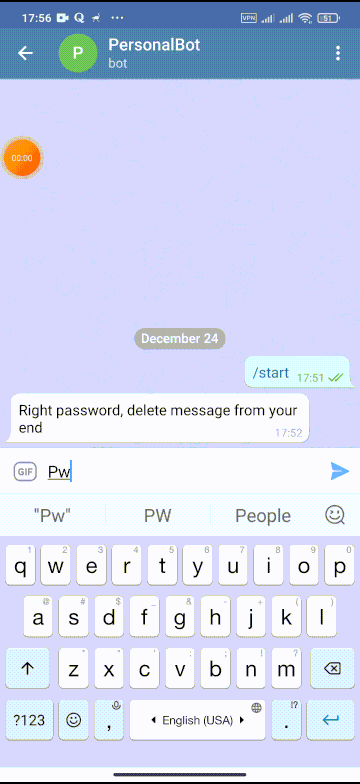 17:56 Q ... VPN 51
PersonalBot
P
bot
00:00
December 24
/start 17:51
Right password, delete message from your
end
17:52
GIF Pw
"Pw" PW People
1 2 3 4 5 6 7 8 9 0
q w e r t y u i o p
@ # $ _ & - + ( )
a s d f g h j k l
z x c v b n m
!?
?123 , English (USA) .